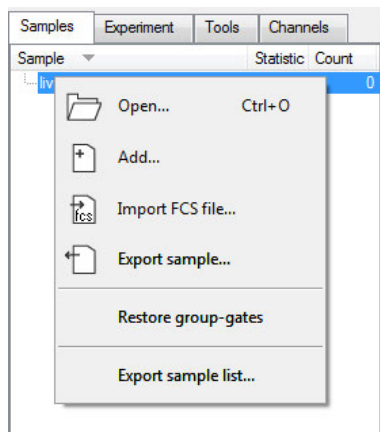 Samples Experiment Tools Channels
Sample Statistic Count
liv 0
Open... Ctrl+O
Add...
fcs Import FCS file...
Export sample...
Restore group-gates
Export sample list...